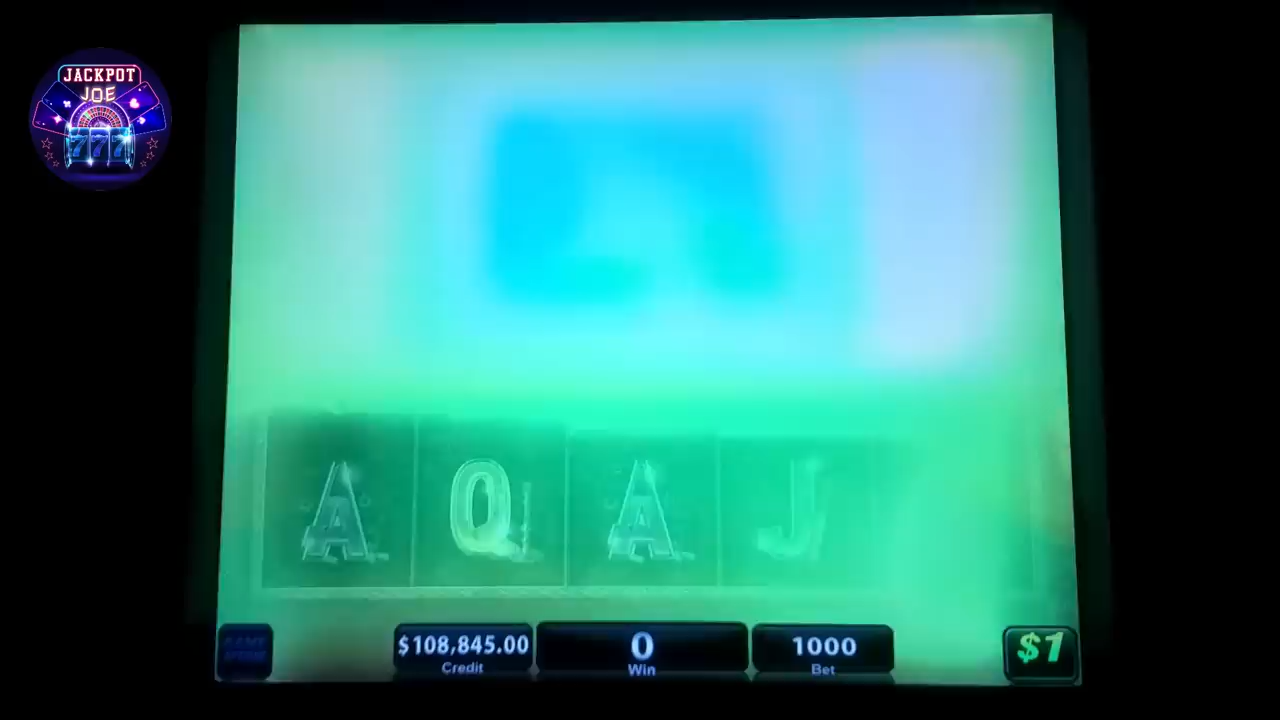 JACKPOT
JOE
777
A Q A J
$108,845.00
Credit
0
Win
1000
Bet
$1